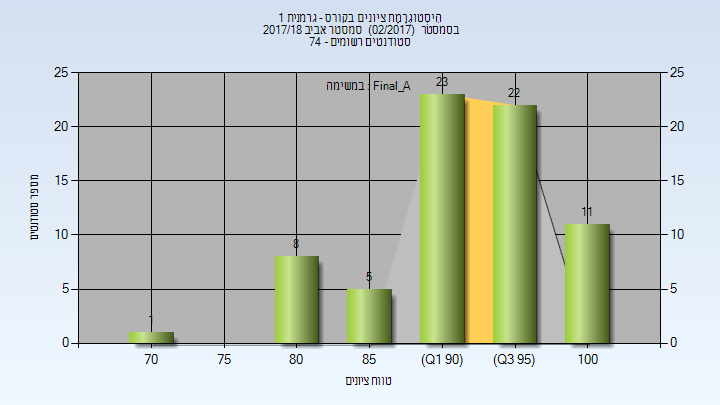 היסטוגרמת ציונים בקורס - גרמנית 1
בסמסטר (02/2017) סמסטר אביב 2017/18
סטודנטים רשומים - 74
במשימה : Final_A
25
20
15
10
5
0
25
20
15
10
5
0
מספר סטודנטים
1
8
5
23
22
11
70
75
80
85
(Q1 90)
(Q3 95)
100
טווח ציונים